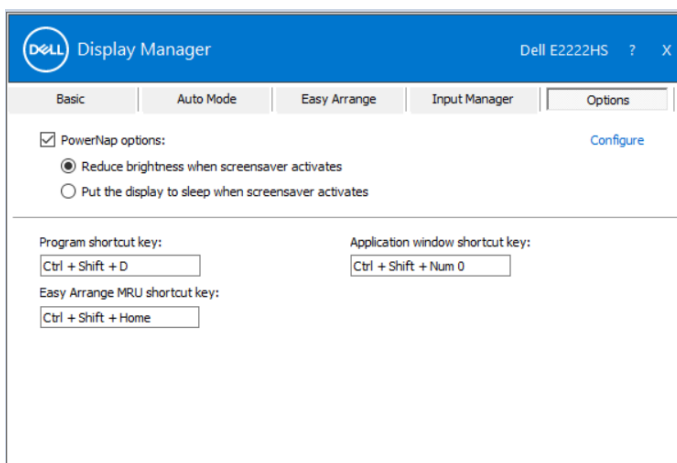 DELL Display Manager Dell E2222HS ? X
Basic Auto Mode Easy Arrange Input Manager Options
PowerNap options: Configure
Reduce brightness when screensaver activates
Put the display to sleep when screensaver activates
Program shortcut key: Application window shortcut key:
Ctrl + Shift + D Ctrl + Shift + Num 0
Easy Arrange MRU shortcut key:
Ctrl + Shift + Home